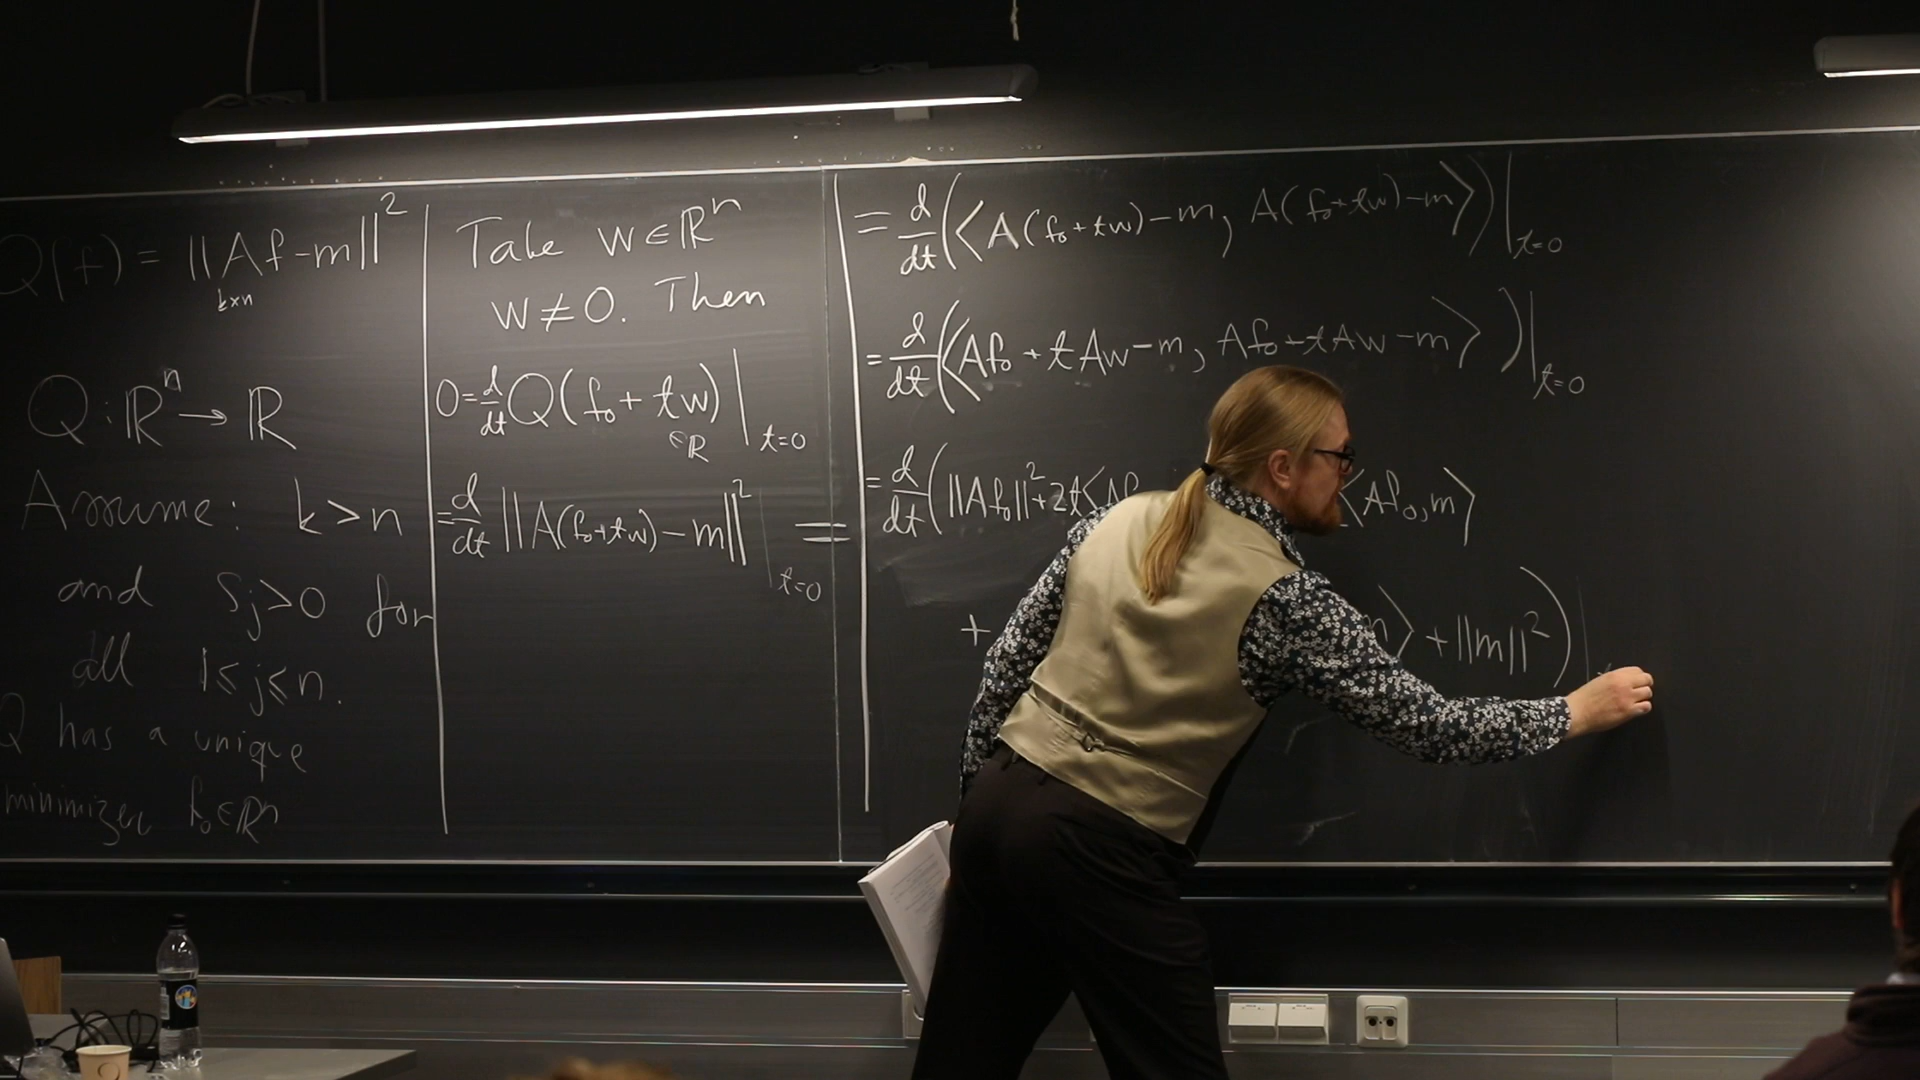 Q(f) = ||Af-m||²
k×n
Q: ℝⁿ → ℝ
Assume: k>n
and Sj>0 for
all 1≤j≤n.
Q has a unique
minimizer f₀∈ℝⁿ
Take w∈ℝⁿ
w≠0. Then
0=d/dt Q(f₀+tw)|t=0
∈ℝ
=d/dt ||A(f₀+tw)-m||²|t=0 =
=d/dt(⟨A(f₀+tw)-m, A(f₀+tw)-m⟩)|t=0
=d/dt(⟨Af₀+tAw-m, Af₀+tAw-m⟩)|t=0
=d/dt(||Af₀||²+2t⟨Af ⟨Af₀,m⟩
+ ⟩+||m||²)|